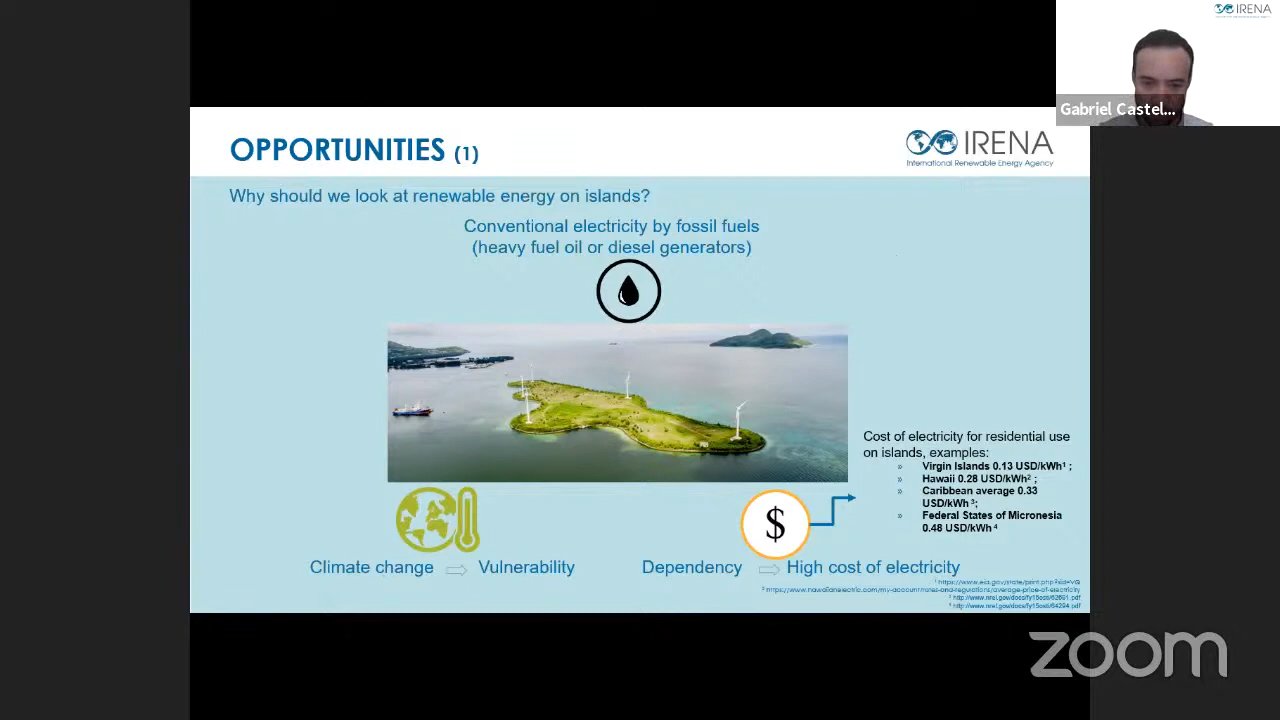 IRENA
Gabriel Castel...
OPPORTUNITIES (1)
IRENA
International Renewable Energy Agency
Why should we look at renewable energy on islands?
Conventional electricity by fossil fuels
(heavy fuel oil or diesel generators)
Cost of electricity for residential use
on islands, examples:
» Virgin Islands 0.13 USD/kWh¹ ;
» Hawaii 0.28 USD/kWh² ;
» Caribbean average 0.33
USD/kWh ³;
» Federal States of Micronesia
0.48 USD/kWh ⁴
$
Climate change
Vulnerability
Dependency
High cost of electricity
¹ https://www.eia.gov/state/print.php?sid=VQ
² https://www.hawaiianelectric.com/my-account/rates-and-regulations/average-price-of-electricity
³ http://www.nrel.gov/docs/fy15osti/62691.pdf
⁴ http://www.nrel.gov/docs/fy15osti/64294.pdf
zoom